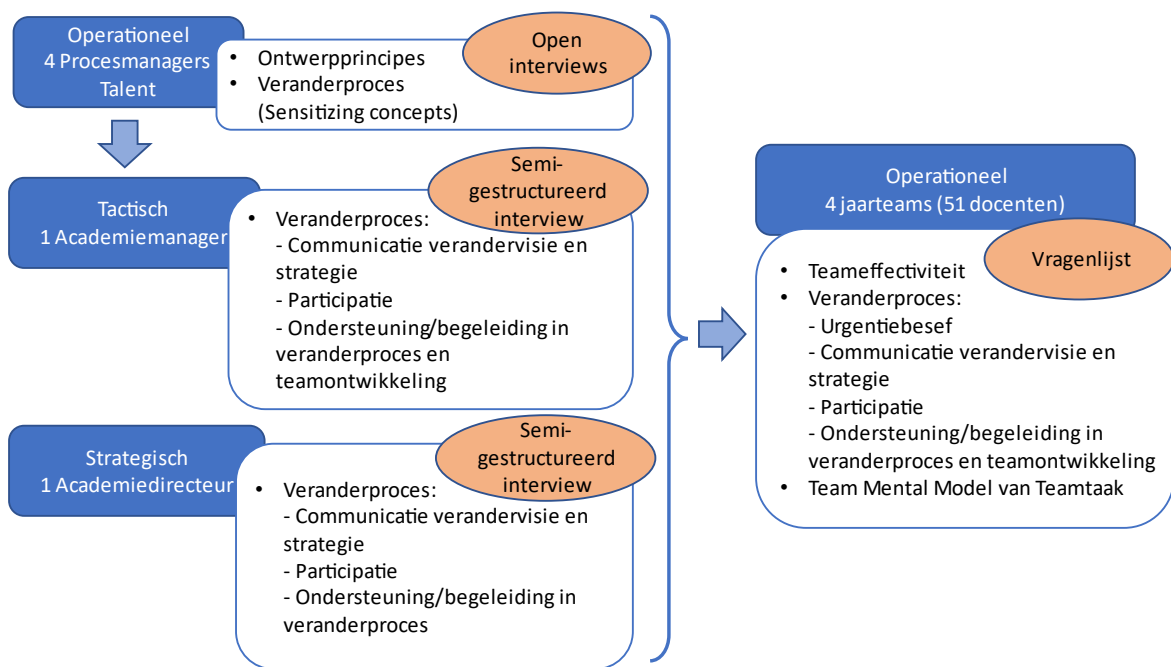 Operationeel
4 Procesmanagers
Talent
• Ontwerpprincipes
• Veranderproces
(Sensitizing concepts)
Open
interviews
Tactisch
1 Academiemanager
• Veranderproces:
- Communicatie verandervisie en
strategie
- Participatie
- Ondersteuning/begeleiding in
veranderproces en
teamontwikkeling
Semi-
gestructureerd
interview
Strategisch
1 Academiedirecteur
• Veranderproces:
- Communicatie verandervisie en
strategie
- Participatie
- Ondersteuning/begeleiding in
veranderproces
Semi-
gestructureerd
interview
Operationeel
4 jaarteams (51 docenten)
Vragenlijst
• Teameffectiviteit
• Veranderproces:
- Urgentiebesef
- Communicatie verandervisie en
strategie
- Participatie
- Ondersteuning/begeleiding in
veranderproces en teamontwikkeling
• Team Mental Model van Teamtaak